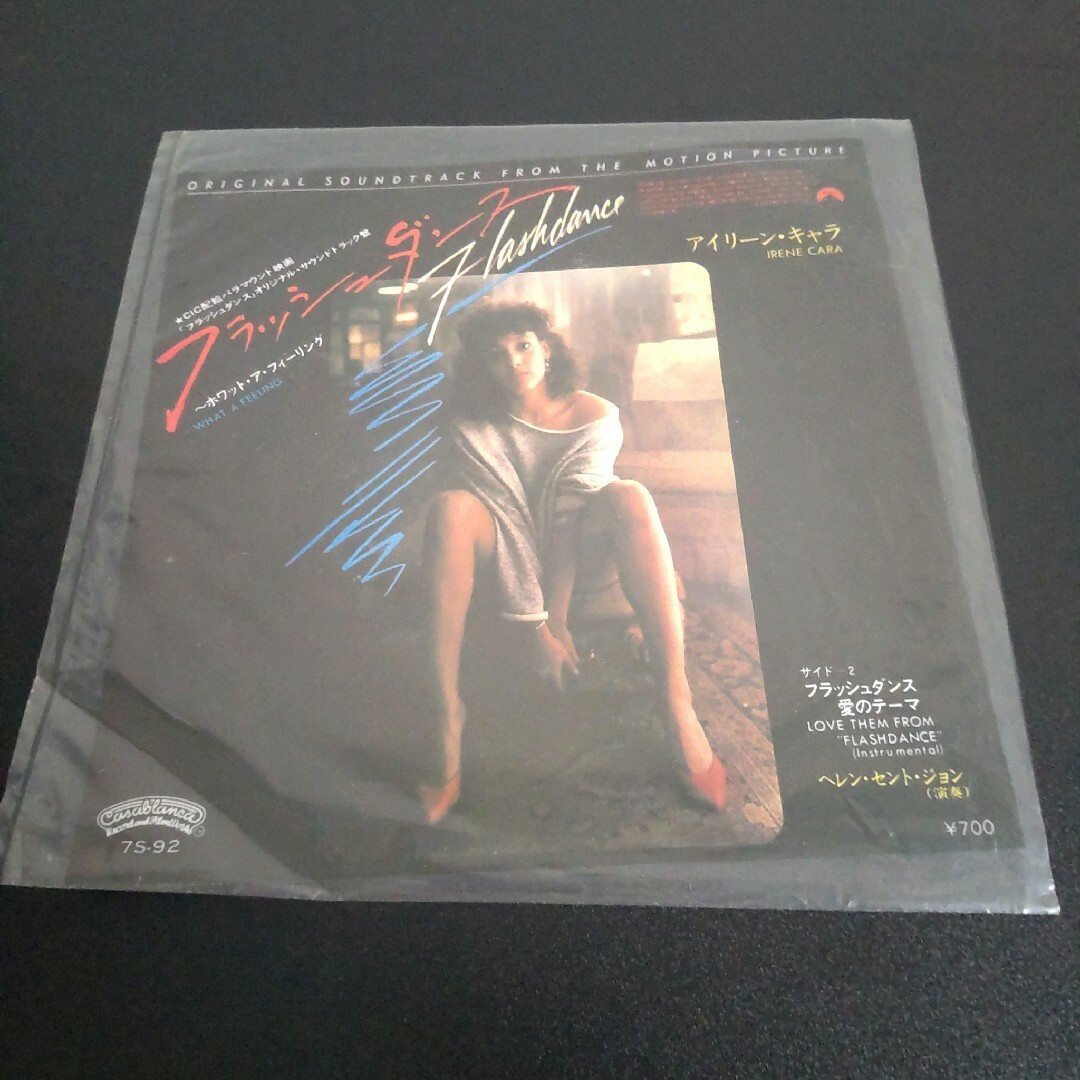 ORIGINAL SOUNDTRACK FROM THE MOTION PICTURE
Flashdance
★CIC配給パラマウント映画
「フラッシュダンス」オリジナル・サウンドトラック盤
フラッシュダンス
〜ホワット・ア・フィーリング
WHAT A FEELING
アイリーン・キャラ
IRENE CARA
サイド-2
フラッシュダンス
愛のテーマ
LOVE THEM FROM
"FLASHDANCE"
(Instrumental)
ヘレン・セント・ジョン
(演奏)
¥700
Casablanca
Record and FilmWorks
7S-92